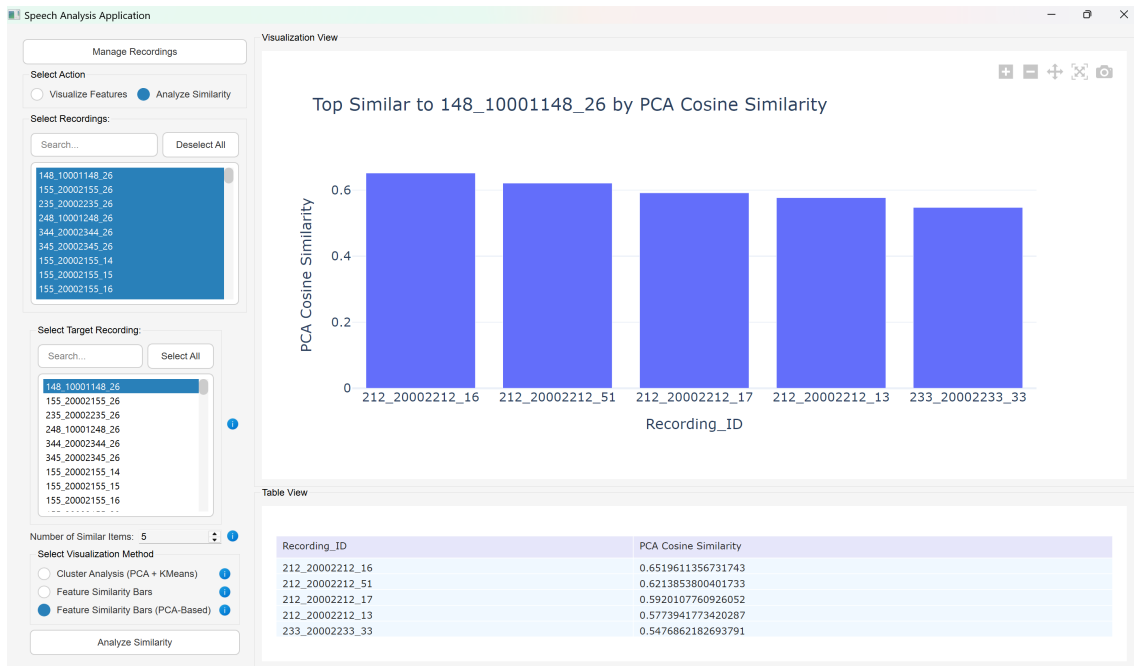 Speech Analysis Application
Manage Recordings
Select Action
Visualize Features
Analyze Similarity
Select Recordings:
Search...
Deselect All
148_10001148_26
155_20002155_26
235_20002235_26
248_10001248_26
344_20002344_26
345_20002345_26
155_20002155_14
155_20002155_15
155_20002155_16
Select Target Recording:
Search...
Select All
148_10001148_26
155_20002155_26
235_20002235_26
248_10001248_26
344_20002344_26
345_20002345_26
155_20002155_14
155_20002155_15
155_20002155_16
Number of Similar Items: 5
Select Visualization Method
Cluster Analysis (PCA + KMeans)
Feature Similarity Bars
Feature Similarity Bars (PCA-Based)
Analyze Similarity
Visualization View
Top Similar to 148_10001148_26 by PCA Cosine Similarity
PCA Cosine Similarity
0.6
0.4
0.2
0
212_20002212_16 212_20002212_51 212_20002212_17 212_20002212_13 233_20002233_33
Recording_ID
Table View
Recording_ID PCA Cosine Similarity
212_20002212_16 0.6519611356731743
212_20002212_51 0.6213853800401733
212_20002212_17 0.5920107760926052
212_20002212_13 0.5773941773420287
233_20002233_33 0.5476862182693791